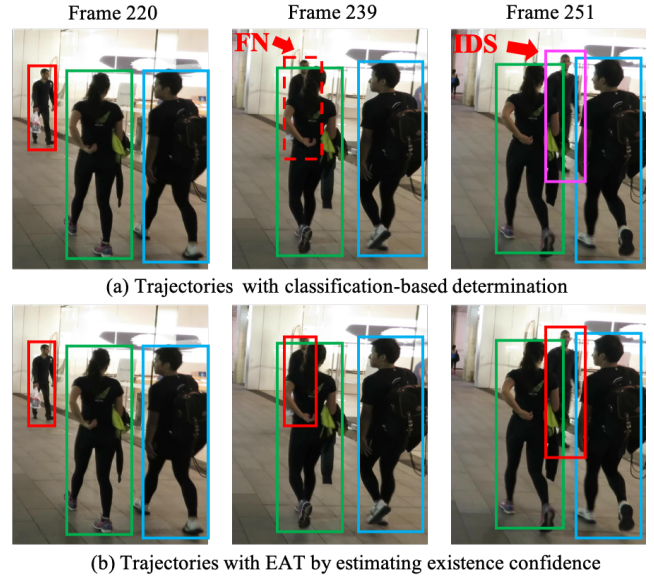 Frame 220 Frame 239 Frame 251
FN IDS
(a) Trajectories with classification-based determination
(b) Trajectories with EAT by estimating existence confidence